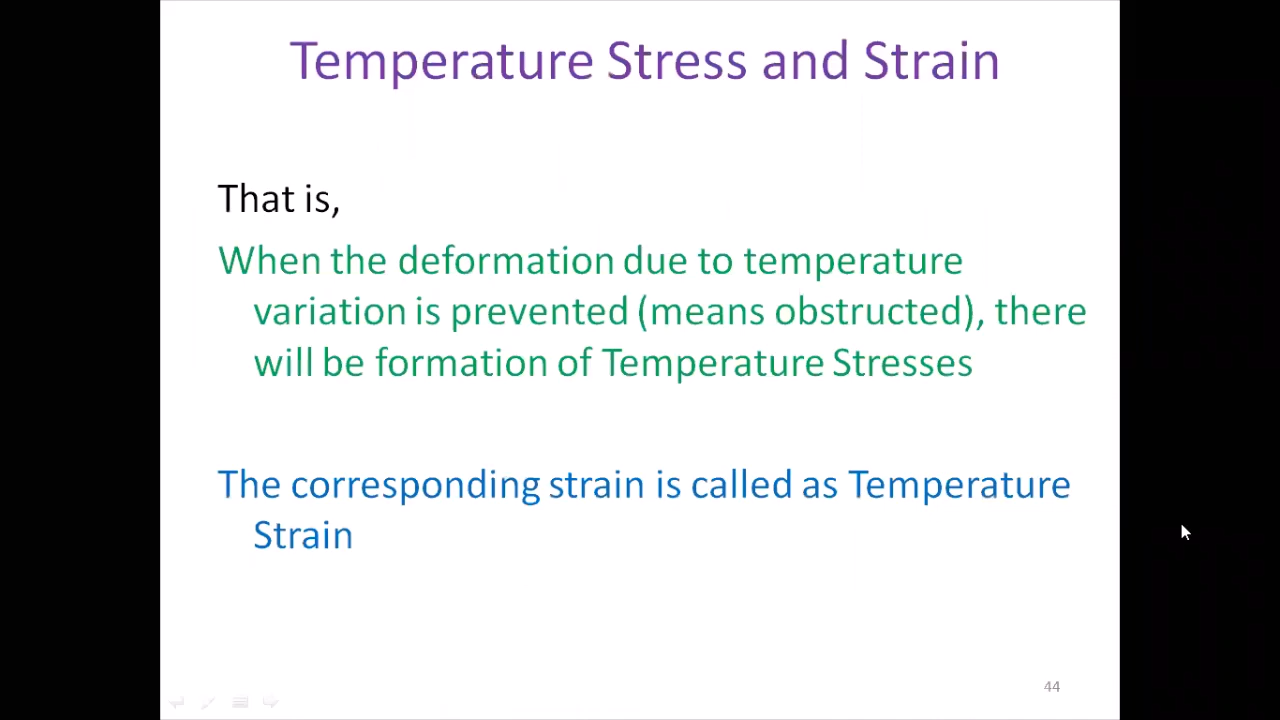 Temperature Stress and Strain
That is,
When the deformation due to temperature
variation is prevented (means obstructed), there
will be formation of Temperature Stresses
The corresponding strain is called as Temperature
Strain
44